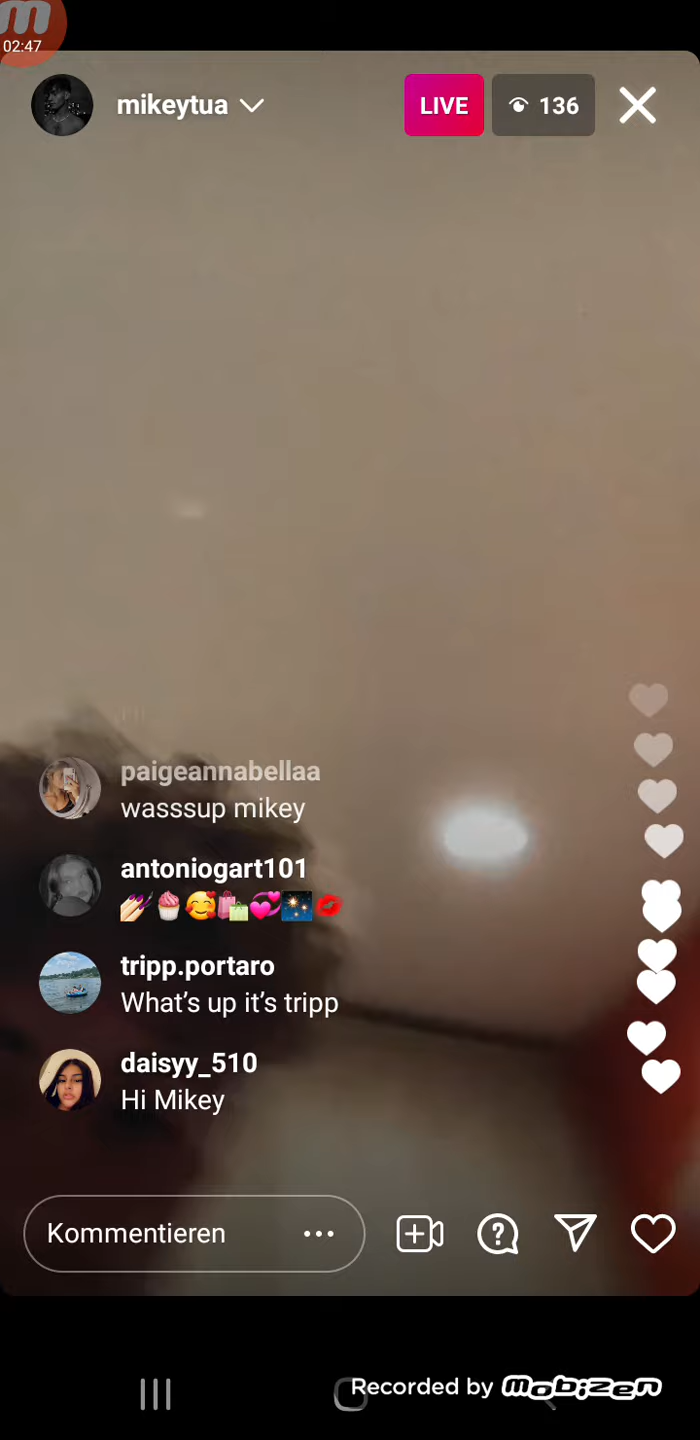 02:47
mikeytua
LIVE
136
paigeannabellaa
wasssup mikey
antoniogart101
💅🏻🧁🥰🛍️💞🎇💋
tripp.portaro
What’s up it’s tripp
daisyy_510
Hi Mikey
Kommentieren
Recorded by mobizen